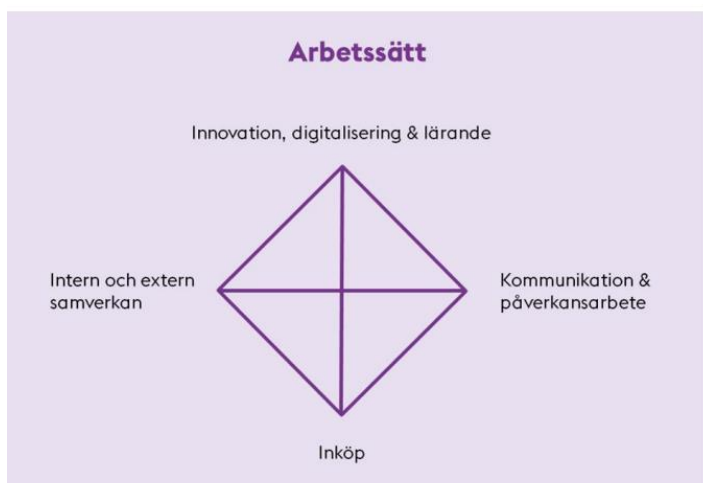 Arbetssätt
Innovation, digitalisering & lärande
Intern och extern
samverkan
Kommunikation &
påverkansarbete
Inköp